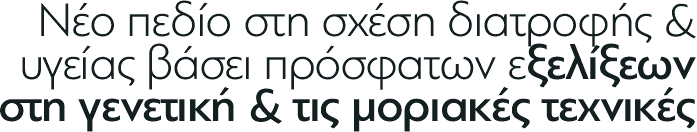 Νέο πεδίο στη σχέση διατροφής &
υγείας βάσει πρόσφατων εξελίξεων
στη γενετική & τις μοριακές τεχνικές